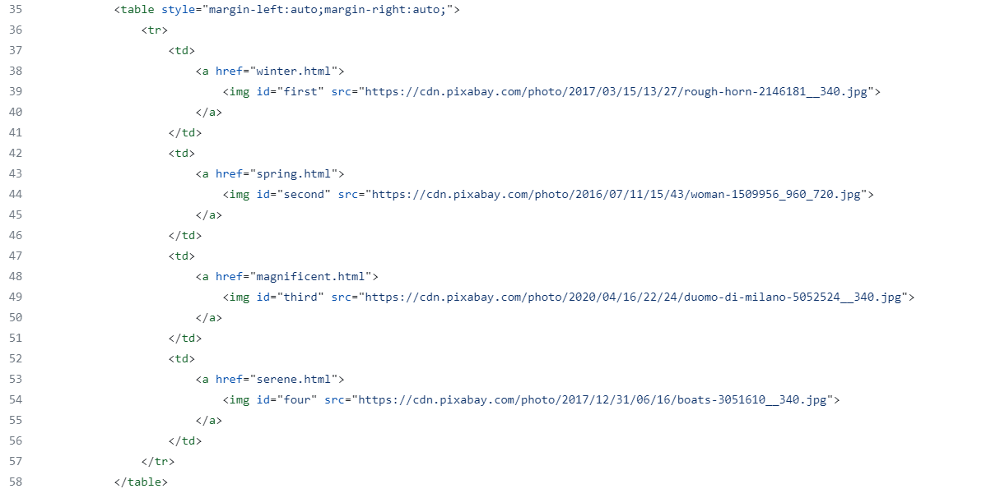 35 <table style="margin-left:auto;margin-right:auto;">
36 <tr>
37 <td>
38 <a href="winter.html">
39 <img id="first" src="https://cdn.pixabay.com/photo/2017/03/15/13/27/rough-horn-2146181__340.jpg">
40 </a>
41 </td>
42 <td>
43 <a href="spring.html">
44 <img id="second" src="https://cdn.pixabay.com/photo/2016/07/11/15/43/woman-1509956_960_720.jpg">
45 </a>
46 </td>
47 <td>
48 <a href="magnificent.html">
49 <img id="third" src="https://cdn.pixabay.com/photo/2020/04/16/22/24/duomo-di-milano-5052524__340.jpg">
50 </a>
51 </td>
52 <td>
53 <a href="serene.html">
54 <img id="four" src="https://cdn.pixabay.com/photo/2017/12/31/06/16/boats-3051610__340.jpg">
55 </a>
56 </td>
57 </tr>
58 </table>